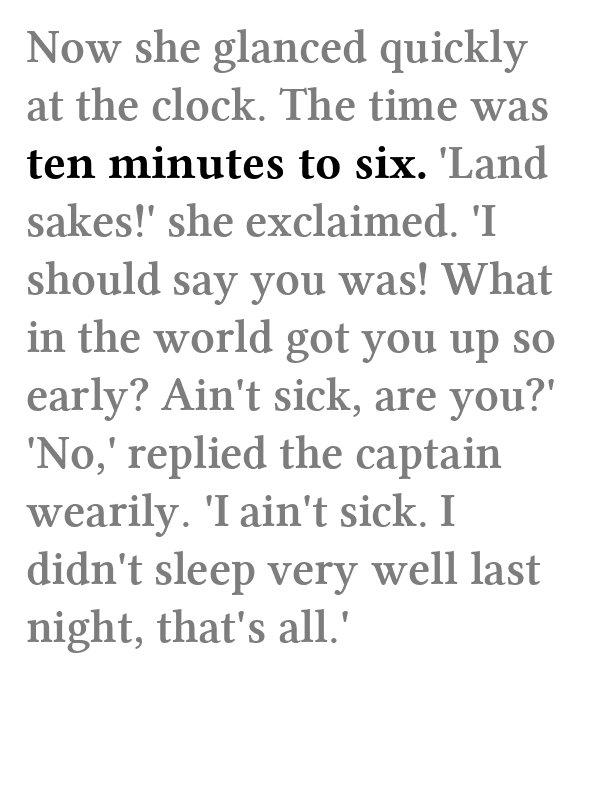 Now she glanced quickly
at the clock. The time was
ten minutes to six. 'Land
sakes!' she exclaimed. 'I
should say you was! What
in the world got you up so
early? Ain't sick, are you?'
'No,' replied the captain
wearily. 'I ain't sick. I
didn't sleep very well last
night, that's all.'